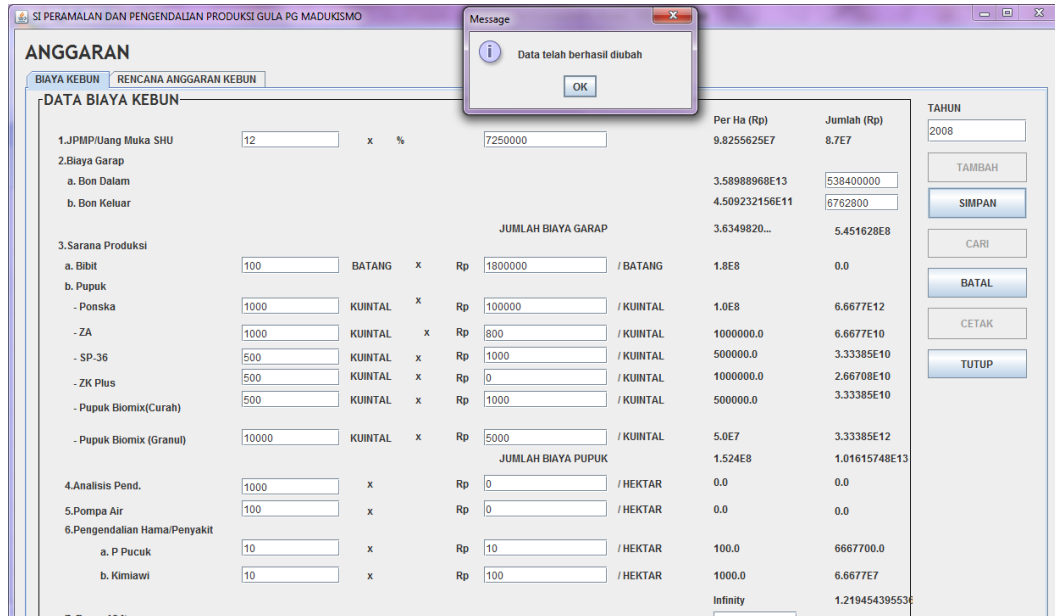 SI PERAMALAN DAN PENGENDALIAN PRODUKSI GULA PG MADUKISMO
Message
Data telah berhasil diubah
OK
ANGGARAN
BIAYA KEBUN RENCANA ANGGARAN KEBUN
DATA BIAYA KEBUN
TAHUN
2008
TAMBAH
SIMPAN
CARI
BATAL
CETAK
TUTUP
Per Ha (Rp) Jumlah (Rp)
1.JPMP/Uang Muka SHU 12 x % 7250000 9.8255625E7 8.7E7
2.Biaya Garap
a. Bon Dalam 3.58988968E13 538400000
b. Bon Keluar 4.509232156E11 6762800
JUMLAH BIAYA GARAP 3.6349820... 5.451628E8
3.Sarana Produksi
a. Bibit 100 BATANG x Rp 1800000 / BATANG 1.8E8 0.0
b. Pupuk
- Ponska 1000 KUINTAL x Rp 100000 / KUINTAL 1.0E8 6.6677E12
- ZA 1000 KUINTAL x Rp 800 / KUINTAL 1000000.0 6.6677E10
- SP-36 500 KUINTAL x Rp 1000 / KUINTAL 500000.0 3.33385E10
- ZK Plus 500 KUINTAL x Rp 0 / KUINTAL 1000000.0 2.66708E10
- Pupuk Biomix(Curah) 500 KUINTAL x Rp 1000 / KUINTAL 500000.0 3.33385E10
- Pupuk Biomix (Granul) 10000 KUINTAL x Rp 5000 / KUINTAL 5.0E7 3.33385E12
JUMLAH BIAYA PUPUK 1.524E8 1.01615748E13
4.Analisis Pend. 1000 x Rp 0 / HEKTAR 0.0 0.0
5.Pompa Air 100 x Rp 0 / HEKTAR 0.0 0.0
6.Pengendalian Hama/Penyakit
a. P Pucuk 10 x Rp 10 / HEKTAR 100.0 6667700.0
b. Kimiawi 10 x Rp 100 / HEKTAR 1000.0 6.6677E7
Infinity 1.219454395536